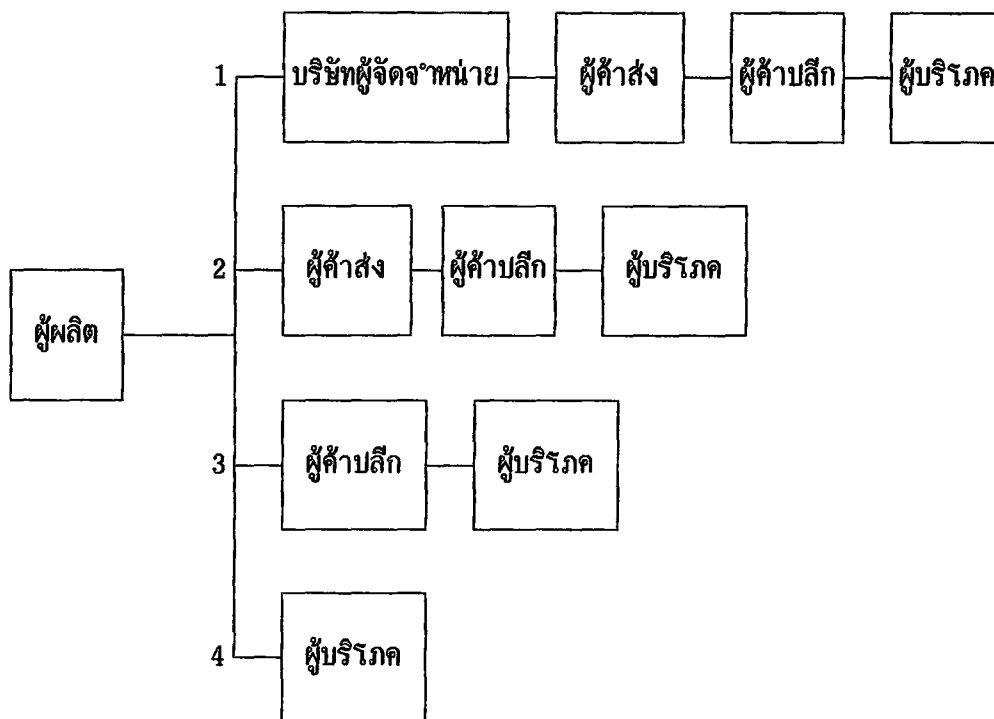 1 บริษัทผู้จัดจำหน่าย ผู้ค้าส่ง ผู้ค้าปลีก ผู้บริโภค
2 ผู้ค้าส่ง ผู้ค้าปลีก ผู้บริโภค
ผู้ผลิต
3 ผู้ค้าปลีก ผู้บริโภค
4 ผู้บริโภค